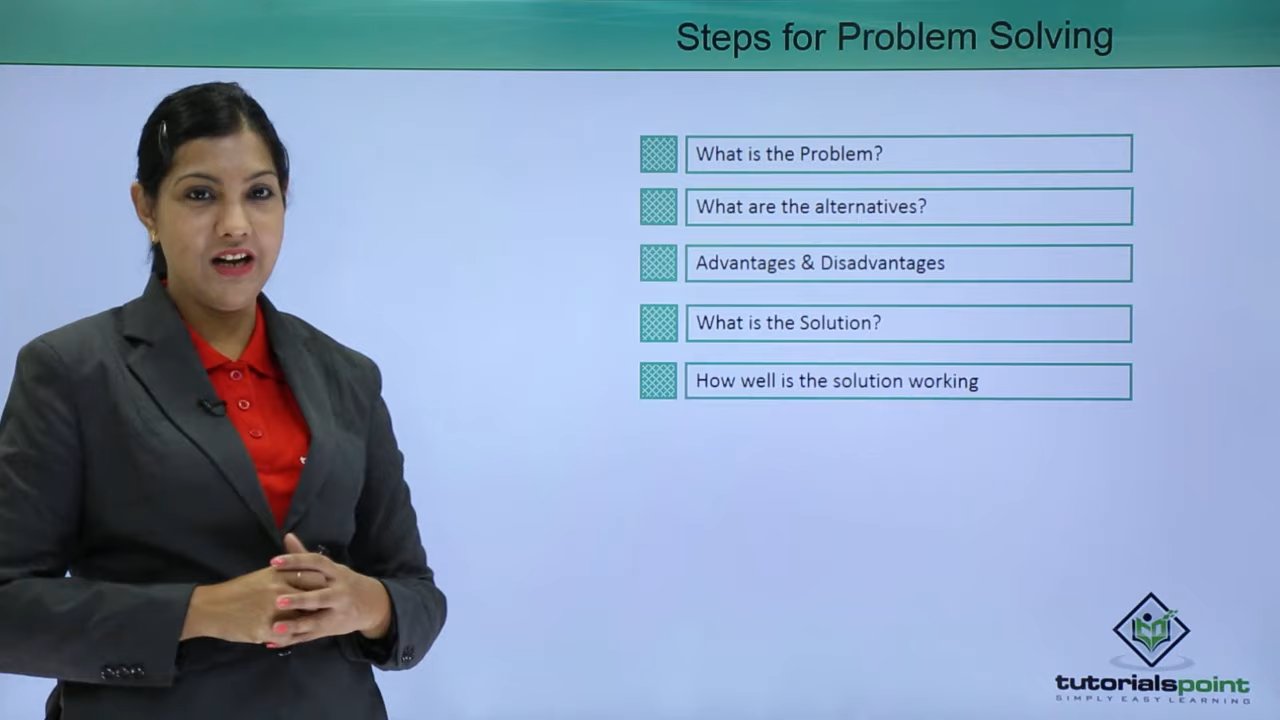 Steps for Problem Solving
What is the Problem?
What are the alternatives?
Advantages & Disadvantages
What is the Solution?
How well is the solution working
tutorialspoint
SIMPLY EASY LEARNING